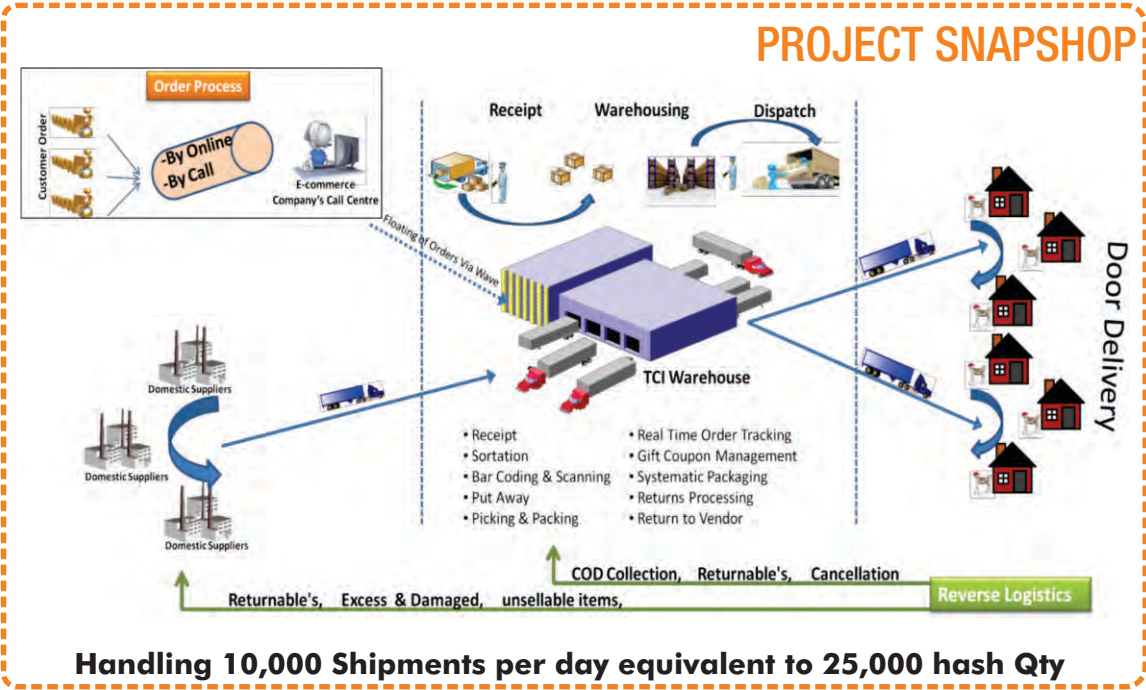 PROJECT SNAPSHOP
Order Process
Customer Order
-By Online
-By Call
E-commerce
Company's Call Centre
Receipt
Warehousing
Dispatch
Floating of Orders Via Wave
Domestic Suppliers
Domestic Suppliers
Domestic Suppliers
TCI Warehouse
• Receipt
• Sortation
• Bar Coding & Scanning
• Put Away
• Picking & Packing
• Real Time Order Tracking
• Gift Coupon Management
• Systematic Packaging
• Returns Processing
• Return to Vendor
Door Delivery
COD Collection, Returnable's, Cancellation
Returnable's, Excess & Damaged, unsellable items,
Reverse Logistics
Handling 10,000 Shipments per day equivalent to 25,000 hash Qty